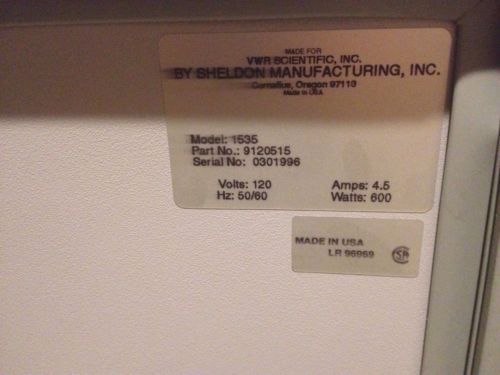 MADE FOR
VWR SCIENTIFIC, INC.
BY SHELDON MANUFACTURING, INC.
Cornelius, Oregon 97113
Made in USA
Model: 1535
Part No.: 9120515
Serial No: 0301996
Volts: 120 Amps: 4.5
Hz: 50/60 Watts: 600
MADE IN USA
LR 96969